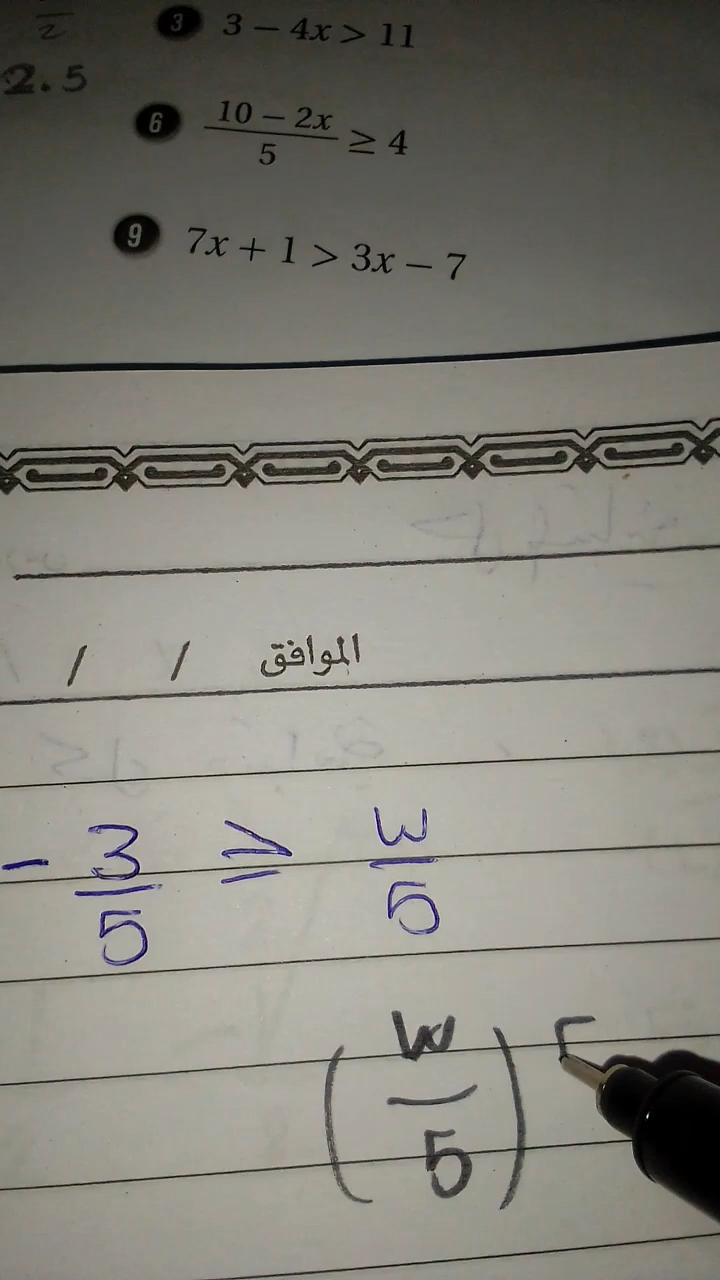 3 3 − 4x > 11
2.5
6 (10 − 2x)/5 ≥ 4
9 7x + 1 > 3x − 7
/ / الموافق
−3/5 ≥ w/5
(w/5)